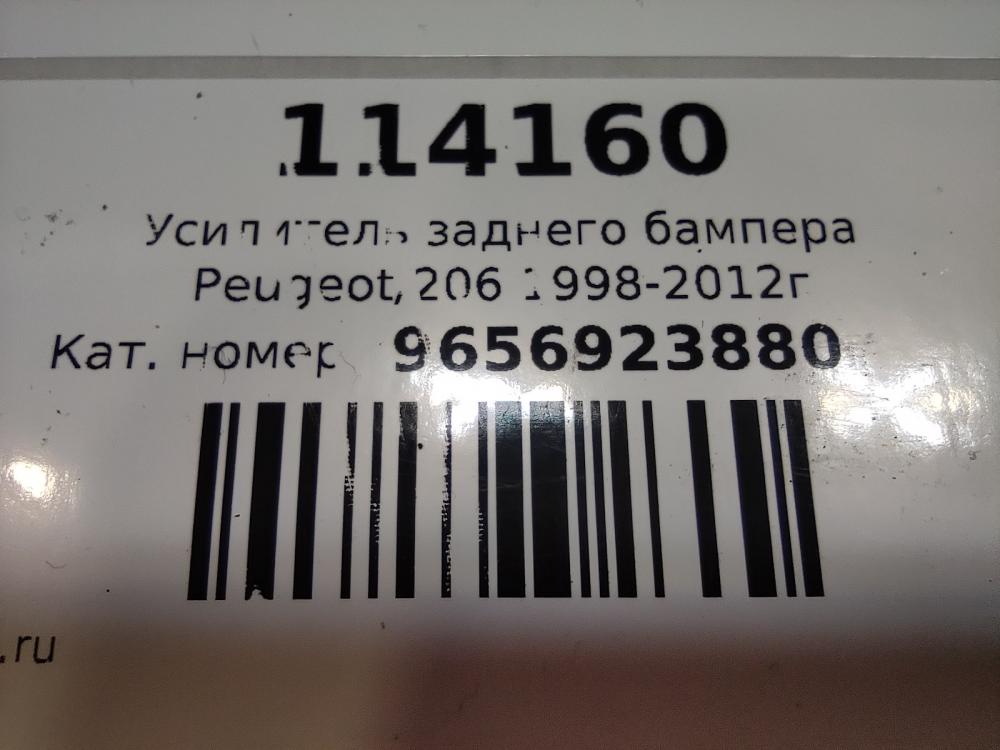 114160
Усилитель заднего бампера
Peugeot, 206 1998-2012г
Кат. номер 9656923880
.ru